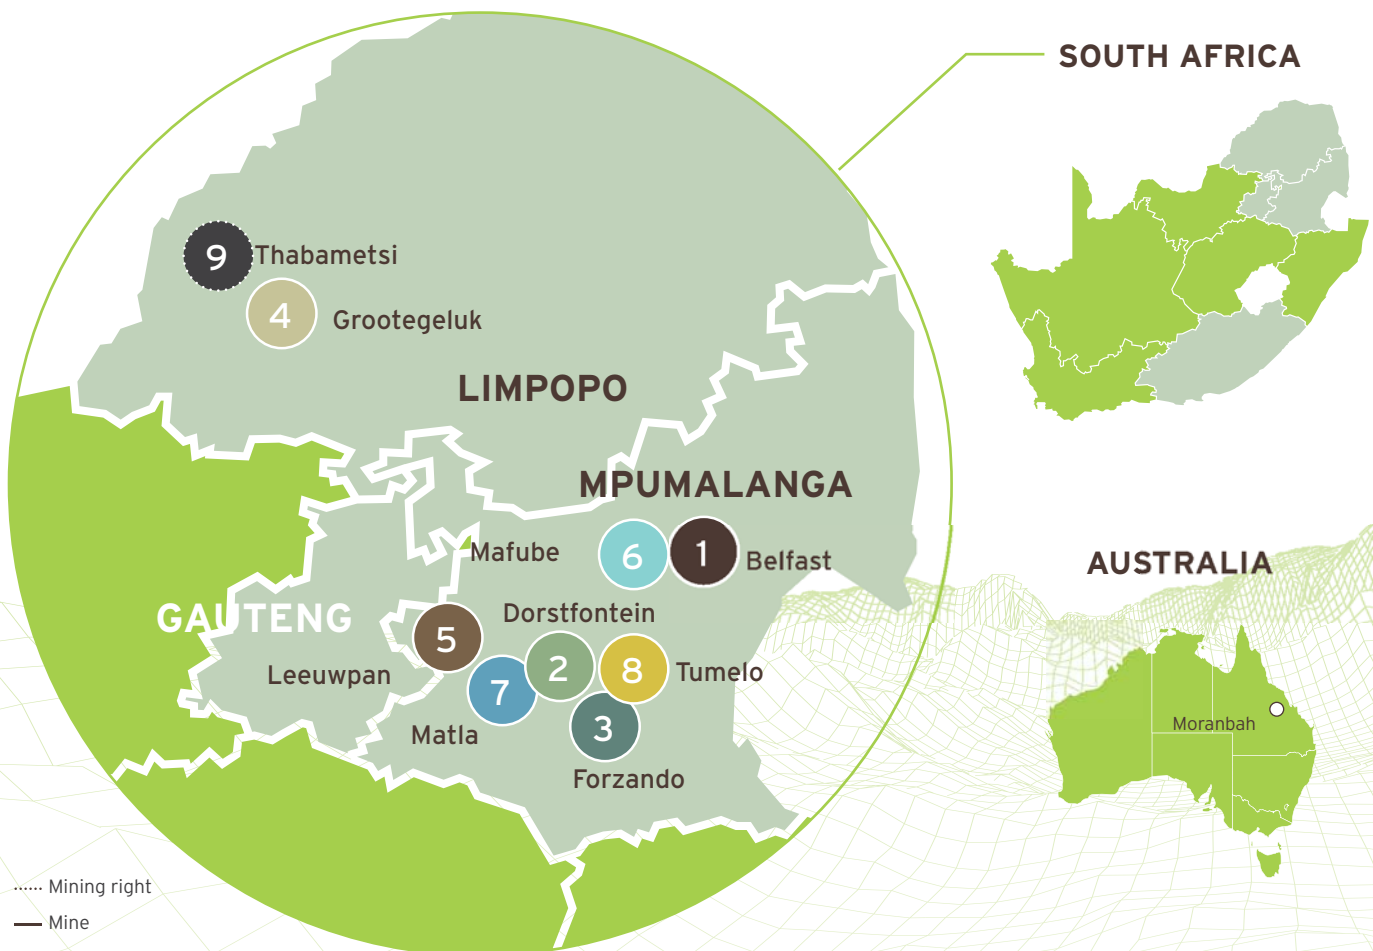 SOUTH AFRICA
9
Thabametsi
4
Grootegeluk
LIMPOPO
MPUMALANGA
Mafube
6
1
Belfast
AUSTRALIA
GAUTENG
Dorstfontein
5
Leeuwpan
7
2
8
Tumelo
Matla
3
Forzando
Moranbah
Mining right
Mine